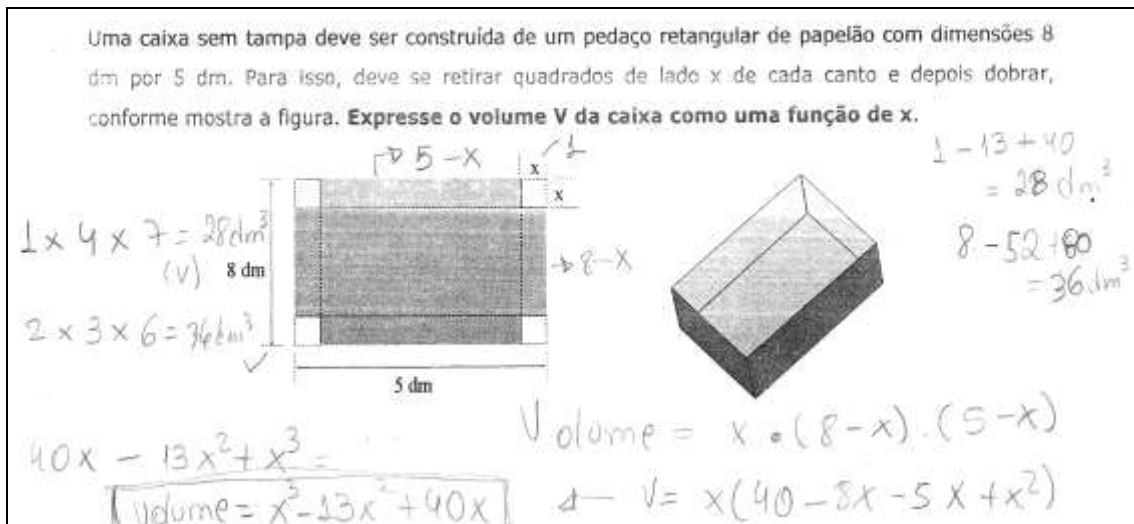 Uma caixa sem tampa deve ser construída de um pedaço retangular de papelão com dimensões 8
dm por 5 dm. Para isso, deve se retirar quadrados de lado x de cada canto e depois dobrar,
conforme mostra a figura. Expresse o volume V da caixa como uma função de x.
5 - x
1
x
x
1 - 13 + 40
= 28 dm³
1 x 4 x 7 = 28dm³
(V)
8 dm
8 - x
8 - 52 + 80
= 36 dm³
2 x 3 x 6 = 36dm³
5 dm
Volume = x . (8 - x) . (5 - x)
40x - 13x² + x³ =
Volume = x³ - 13x² + 40x
V = x(40 - 8x - 5x + x²)